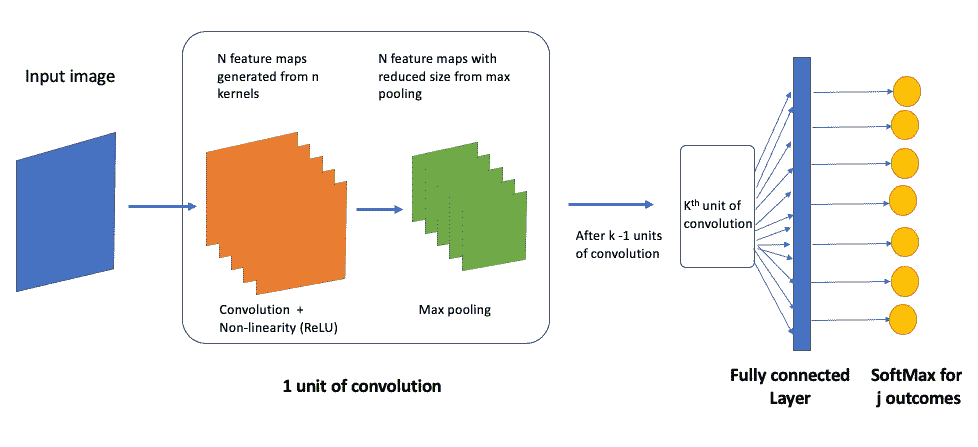 Input image
N feature maps
generated from n
kernels
N feature maps with
reduced size from max
pooling
Convolution +
Non-linearity (ReLU)
Max pooling
1 unit of convolution
After k -1 units
of convolution
Kth unit of
convolution
Fully connected
Layer
SoftMax for
j outcomes